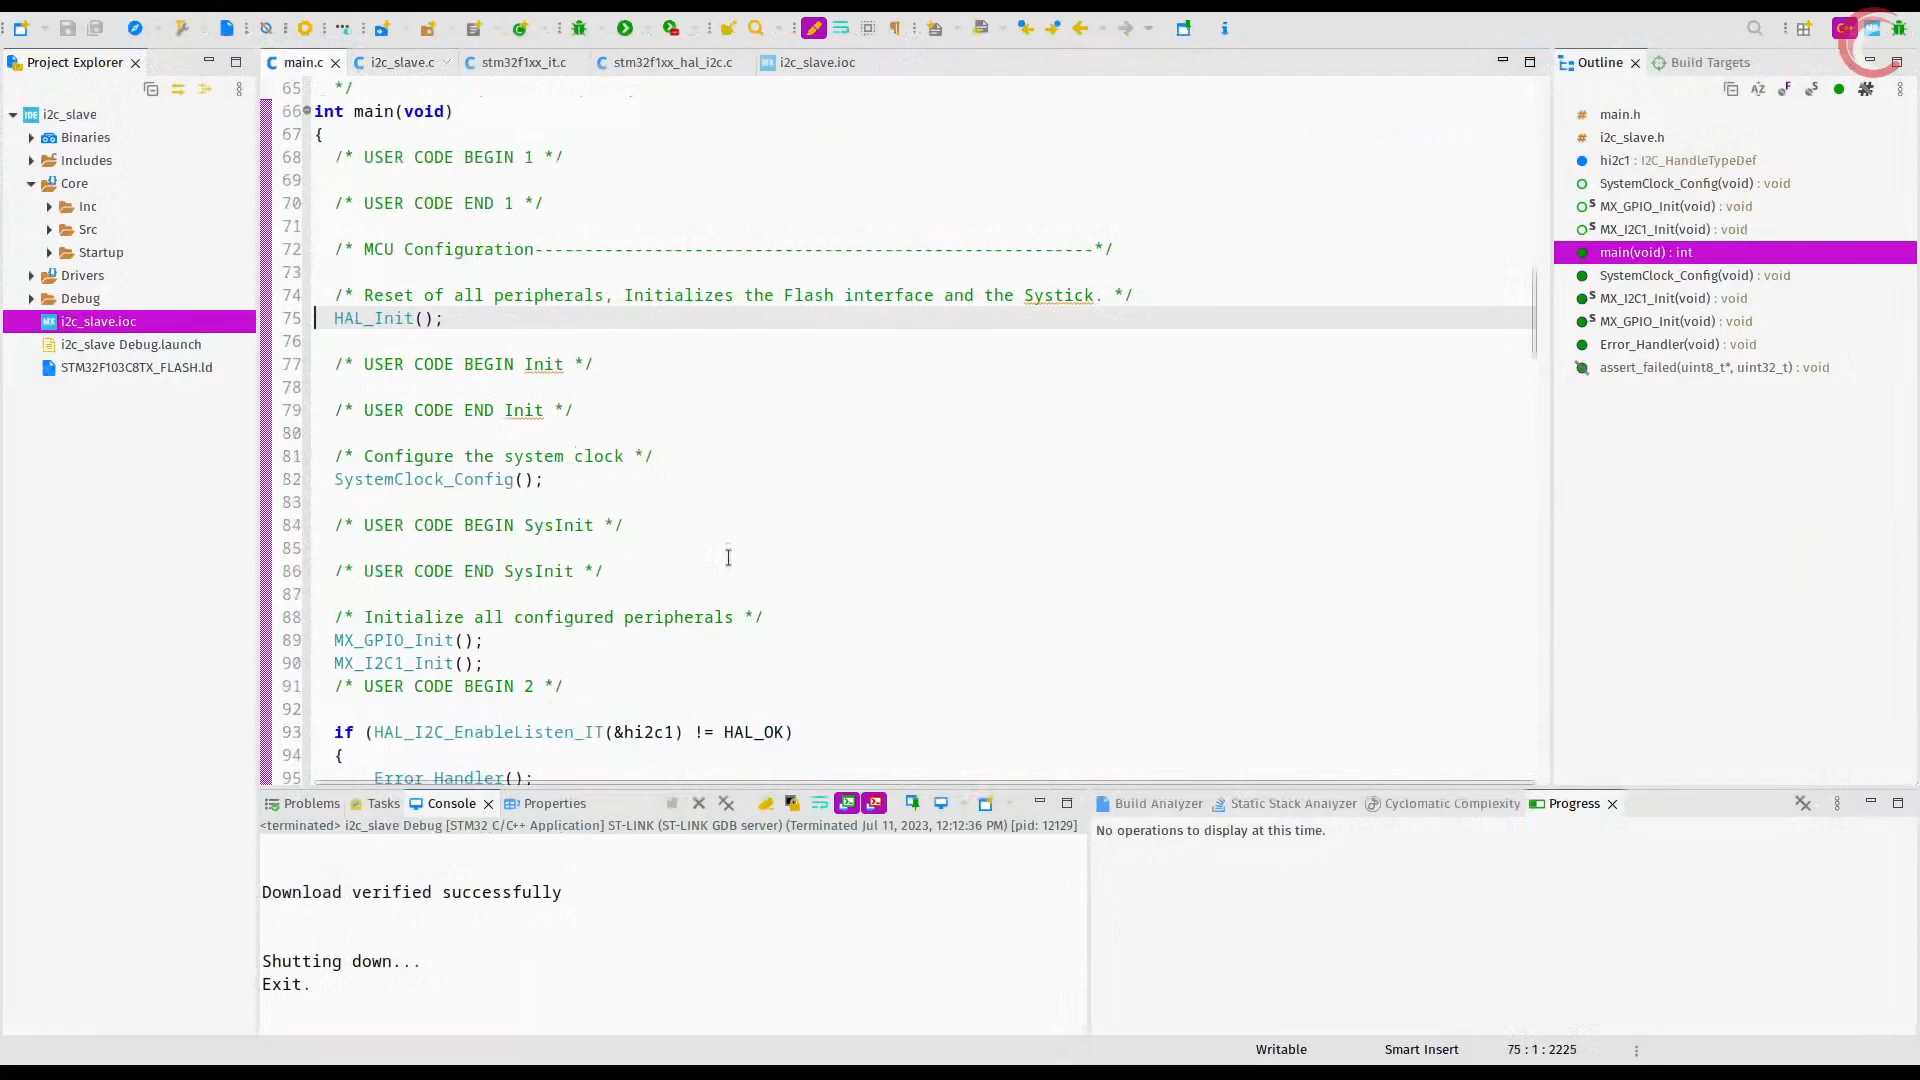 C++
MX
Project Explorer
main.c
i2c_slave.c
stm32f1xx_it.c
stm32f1xx_hal_i2c.c
i2c_slave.ioc
Outline
Build Targets
IDE i2c_slave
Binaries
Includes
Core
Inc
Src
Startup
Drivers
Debug
MX i2c_slave.ioc
i2c_slave Debug.launch
STM32F103C8TX_FLASH.ld
65 */
66 int main(void)
67 {
68 /* USER CODE BEGIN 1 */
69
70 /* USER CODE END 1 */
71
72 /* MCU Configuration--------------------------------------------------------*/
73
74 /* Reset of all peripherals, Initializes the Flash interface and the Systick. */
75 HAL_Init();
76
77 /* USER CODE BEGIN Init */
78
79 /* USER CODE END Init */
80
81 /* Configure the system clock */
82 SystemClock_Config();
83
84 /* USER CODE BEGIN SysInit */
85
86 /* USER CODE END SysInit */
87
88 /* Initialize all configured peripherals */
89 MX_GPIO_Init();
90 MX_I2C1_Init();
91 /* USER CODE BEGIN 2 */
92
93 if (HAL_I2C_EnableListen_IT(&hi2c1) != HAL_OK)
94 {
95 Error_Handler();
main.h
i2c_slave.h
hi2c1 : I2C_HandleTypeDef
SystemClock_Config(void) : void
S MX_GPIO_Init(void) : void
S MX_I2C1_Init(void) : void
main(void) : int
SystemClock_Config(void) : void
S MX_I2C1_Init(void) : void
S MX_GPIO_Init(void) : void
Error_Handler(void) : void
assert_failed(uint8_t*, uint32_t) : void
Problems
Tasks
Console
Properties
<terminated> i2c_slave Debug [STM32 C/C++ Application] ST-LINK (ST-LINK GDB server) (Terminated Jul 11, 2023, 12:12:36 PM) [pid: 12129]
Download verified successfully
Shutting down...
Exit.
Build Analyzer
Static Stack Analyzer
Cyclomatic Complexity
Progress
No operations to display at this time.
Writable
Smart Insert
75 : 1 : 2225